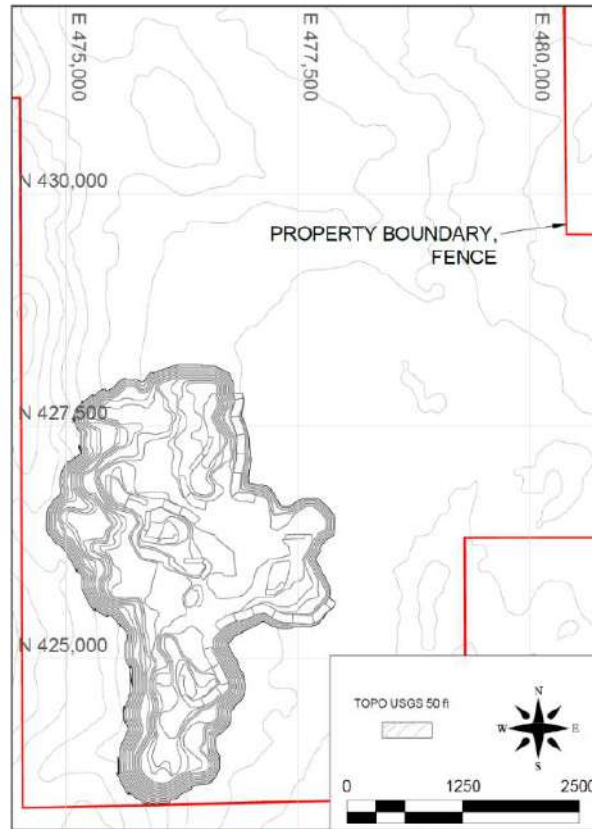 E 475,000
E 477,500
E 480,000
N 430,000
PROPERTY BOUNDARY,
FENCE
N 427,500
N 425,000
TOPO USGS 50 ft
N
W E
S
0 1250 2500